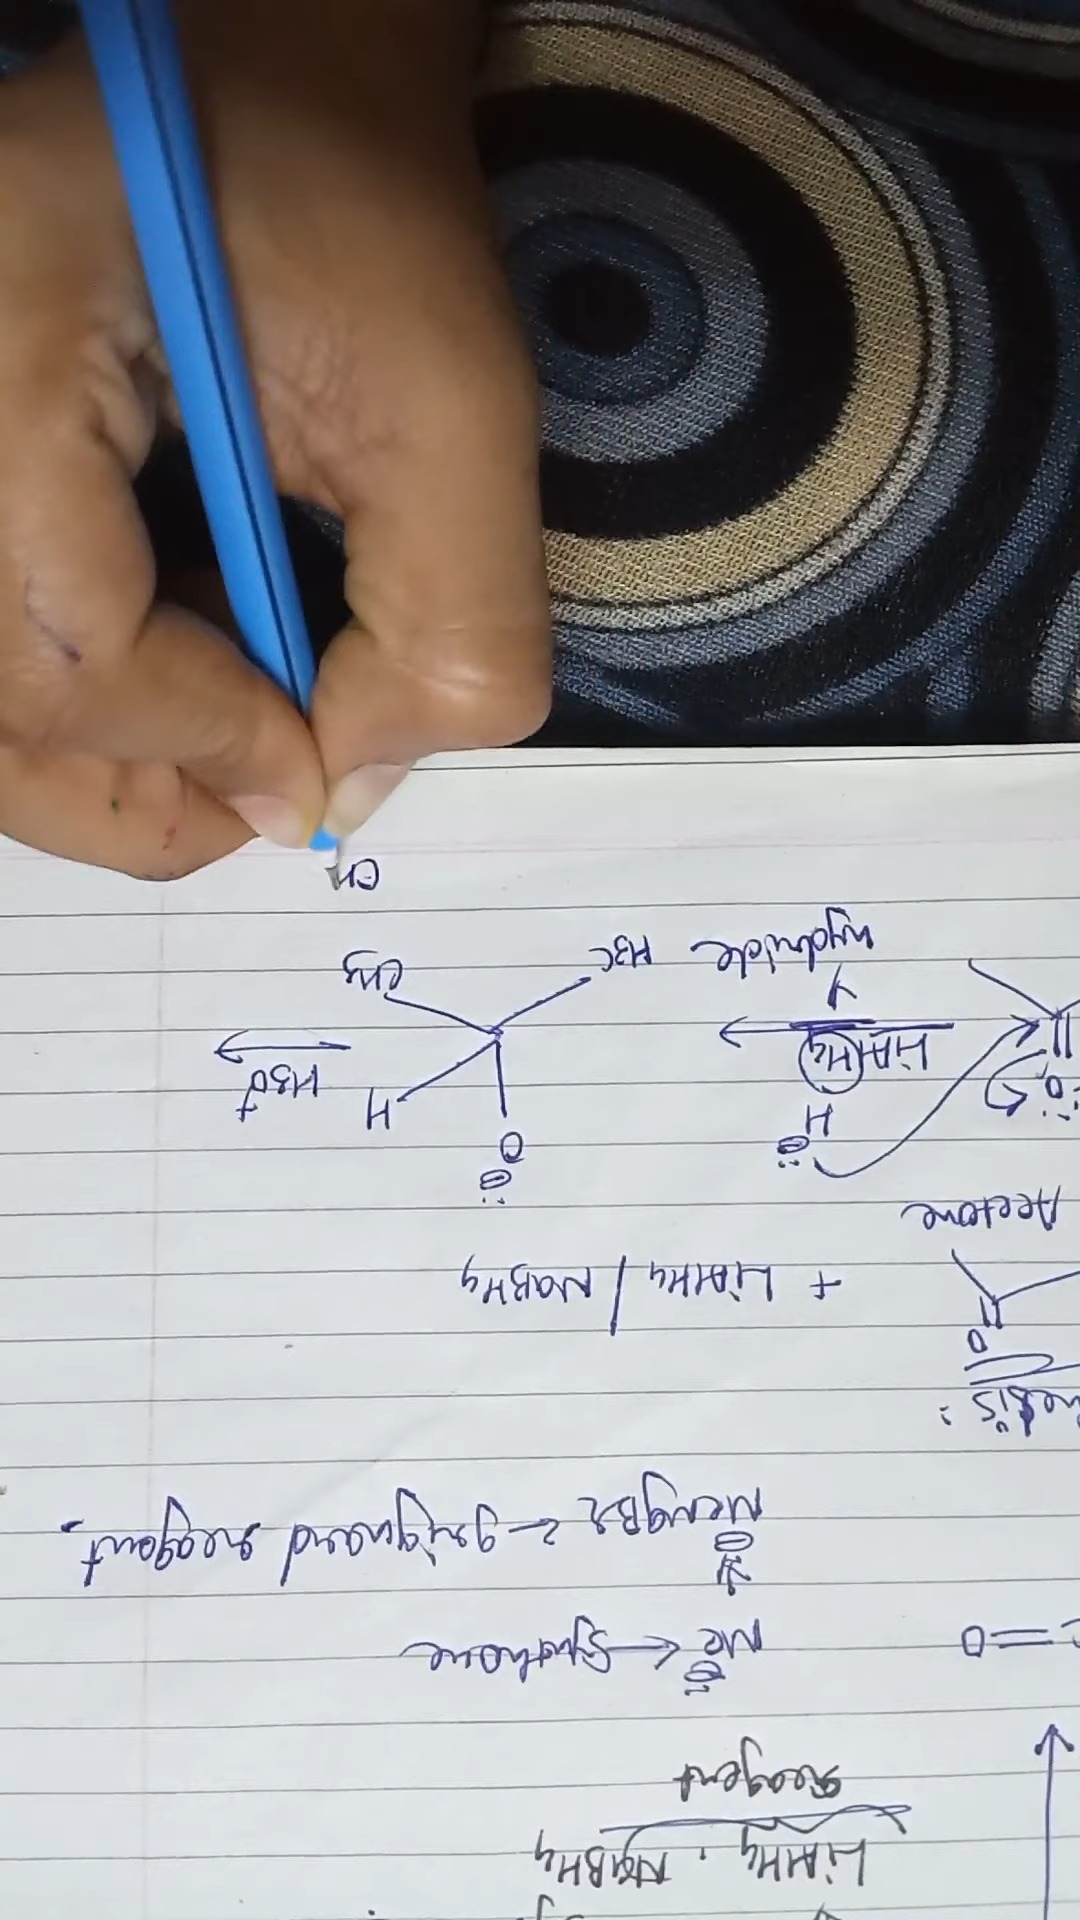 LiAlH4, NaBH4
reagent
Me⊖ ← Synthone
MeMgBr = grignard reagent.
C=O
O
+ LiAlH4 / NaBH4
Acetone
:Ö: H⊖ O⊖
LiAlH4 H H3O+
hydride H3C CH3
CH